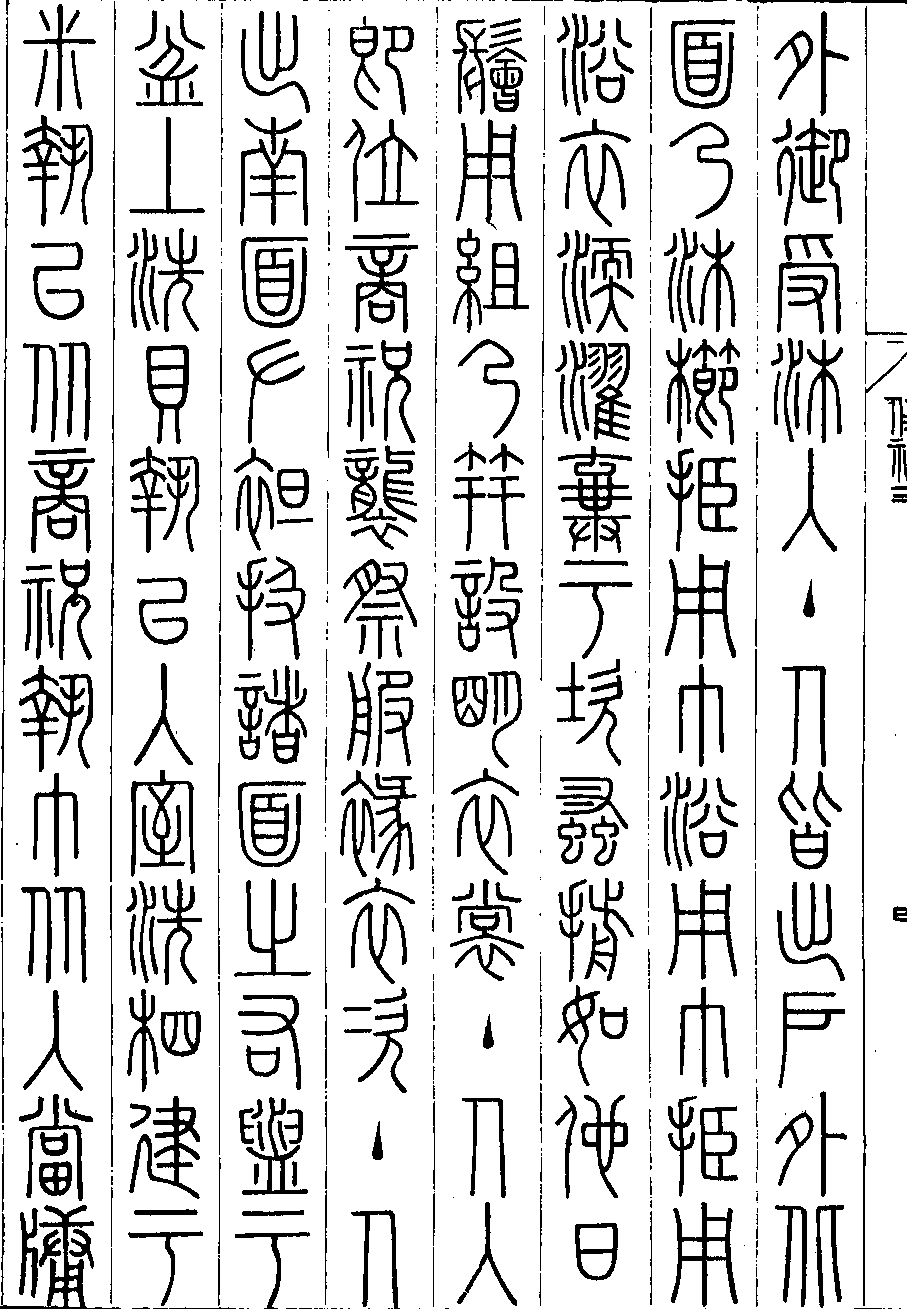 外御受沐入主人皆出戶外北
面乃沐櫛挋用巾浴用巾挋用
浴衣渜濯棄于坎蚤揃如他日
鬠用組乃笄設明衣裳主人入
即位商祝襲祭服褖衣次主人
出南面左袒扱諸面之右盥于
盆上洗貝執以入宰洗柶建于
米執以從商祝執巾從入當牖